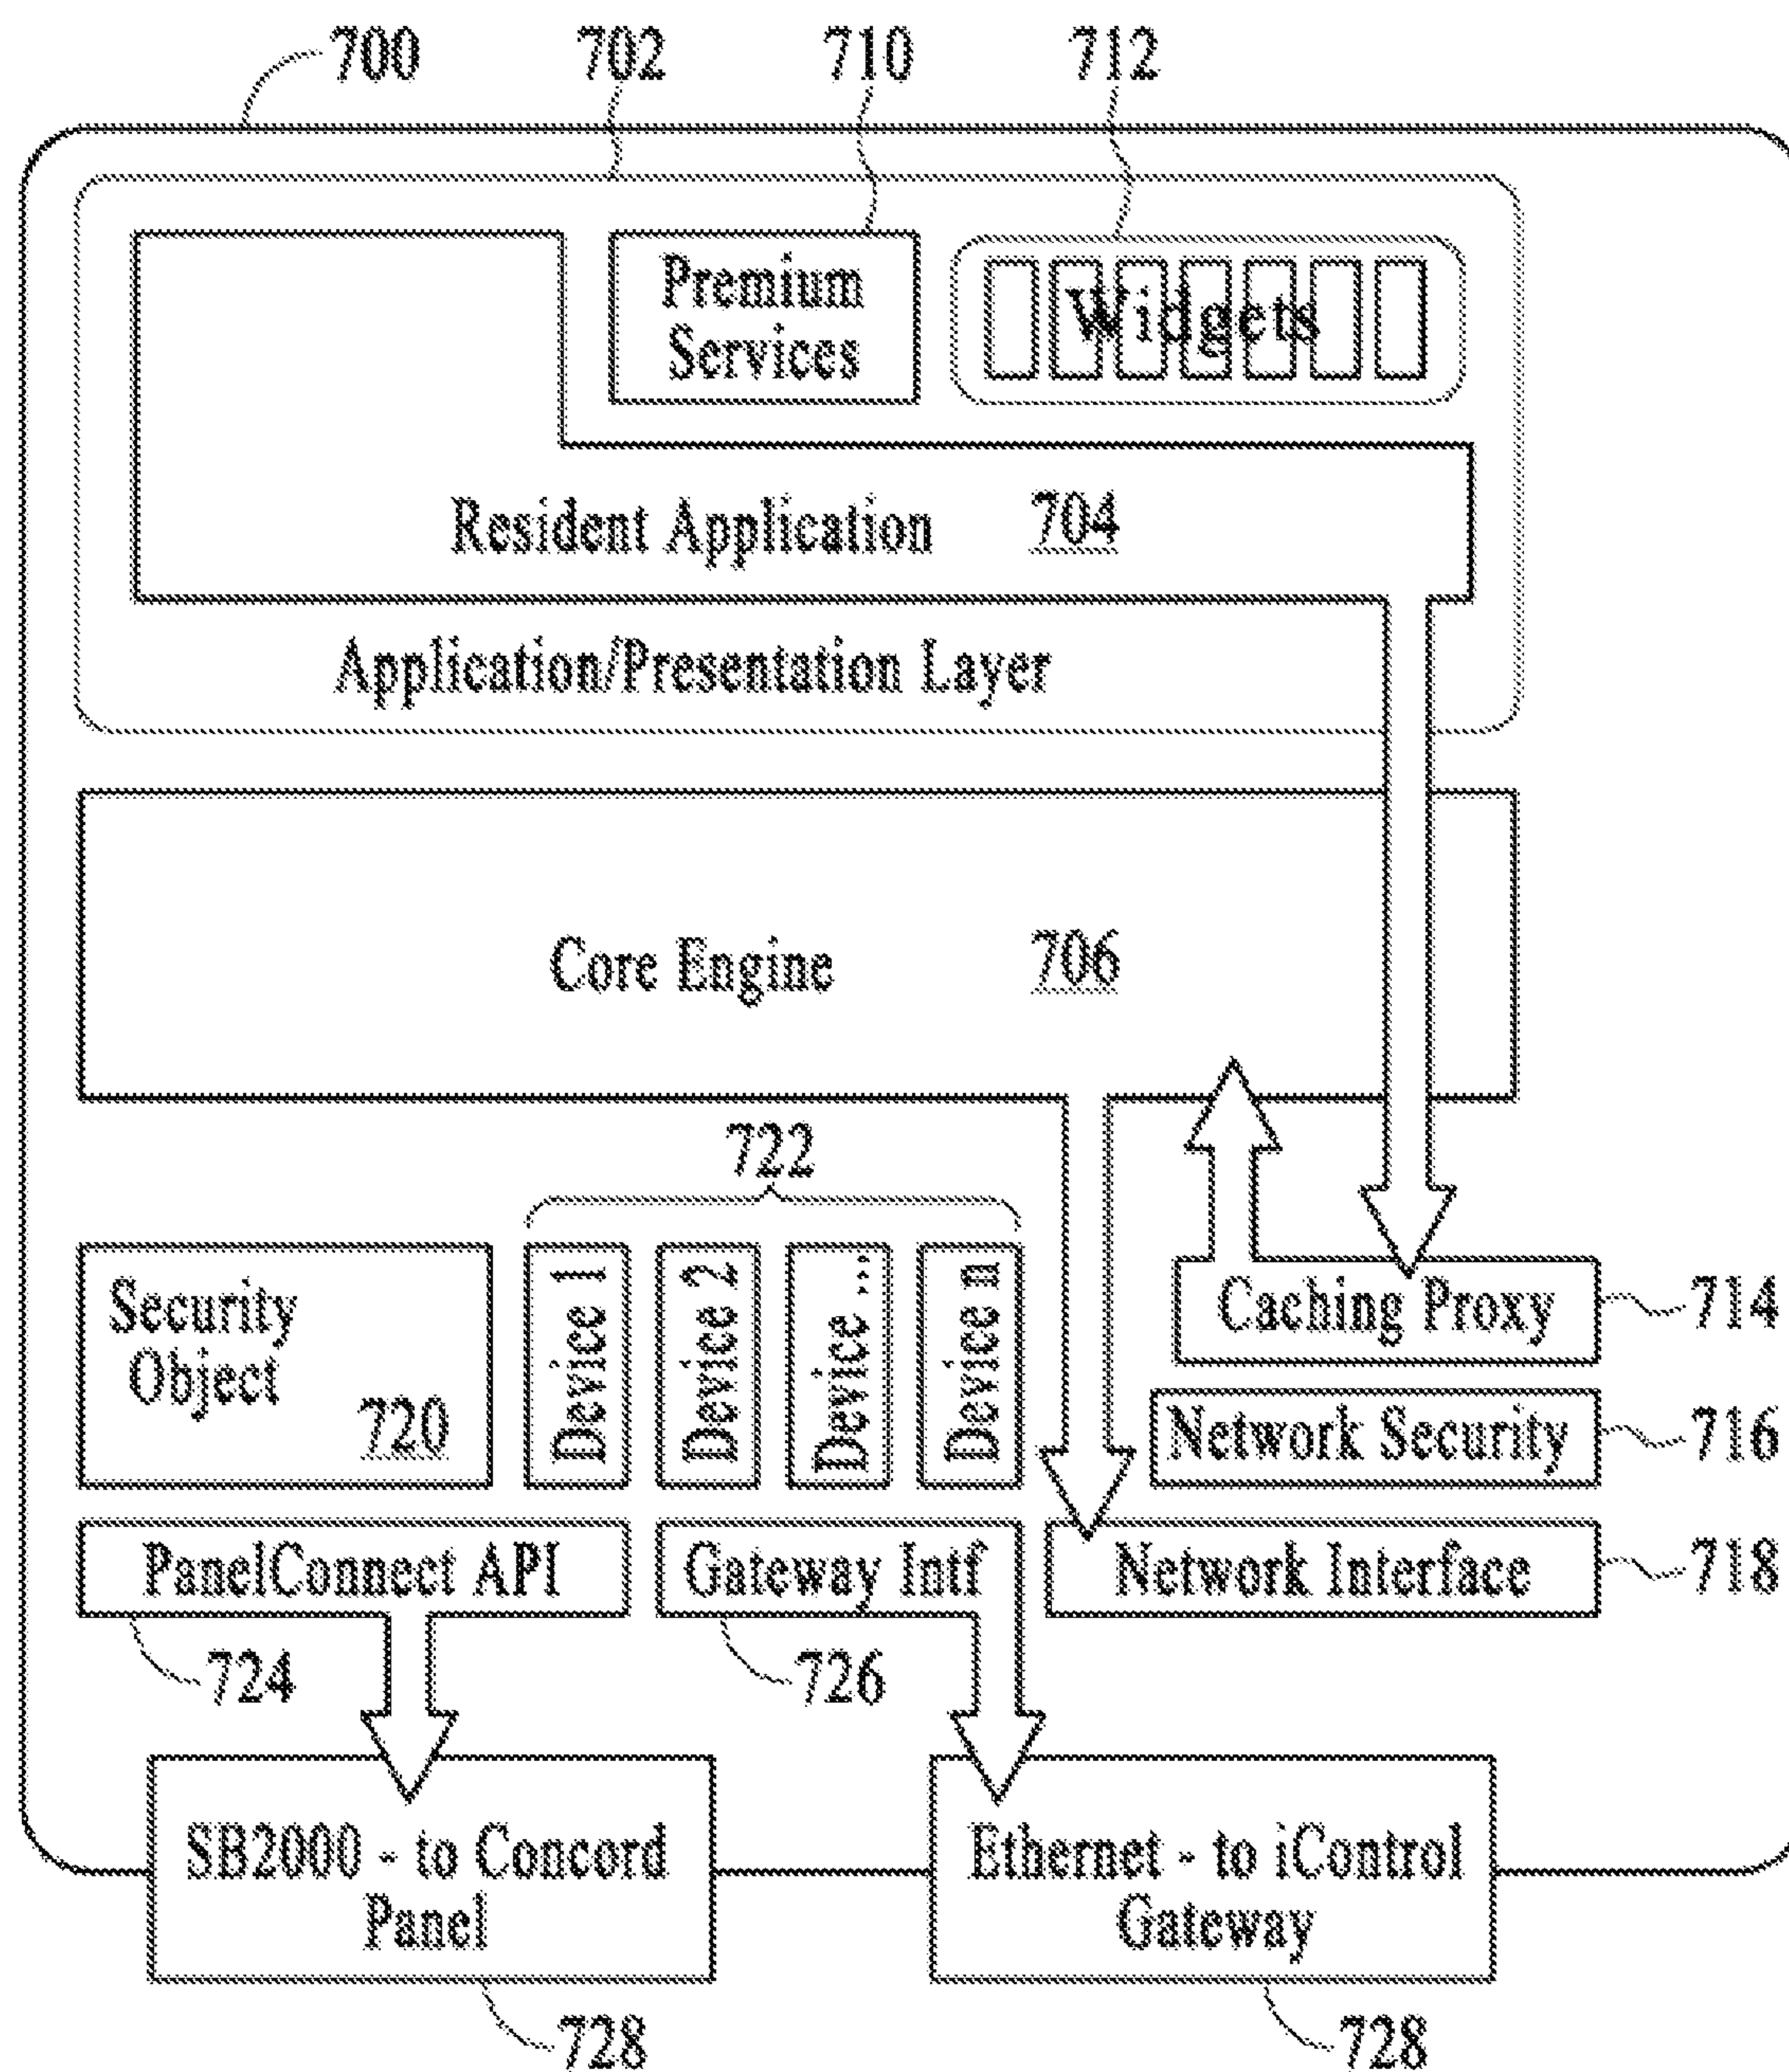 700 702 710 712
Premium
Services
Widgets
Resident Application 704
Application/Presentation Layer
Core Engine 706
722
Security
Object
720
Device 1
Device 2
Device ...
Device n
Caching Proxy 714
Network Security 716
PanelConnect API
Gateway Intf
Network Interface 718
724
726
SB2000 - to Concord
Panel
Ethernet - to iControl
Gateway
728
728